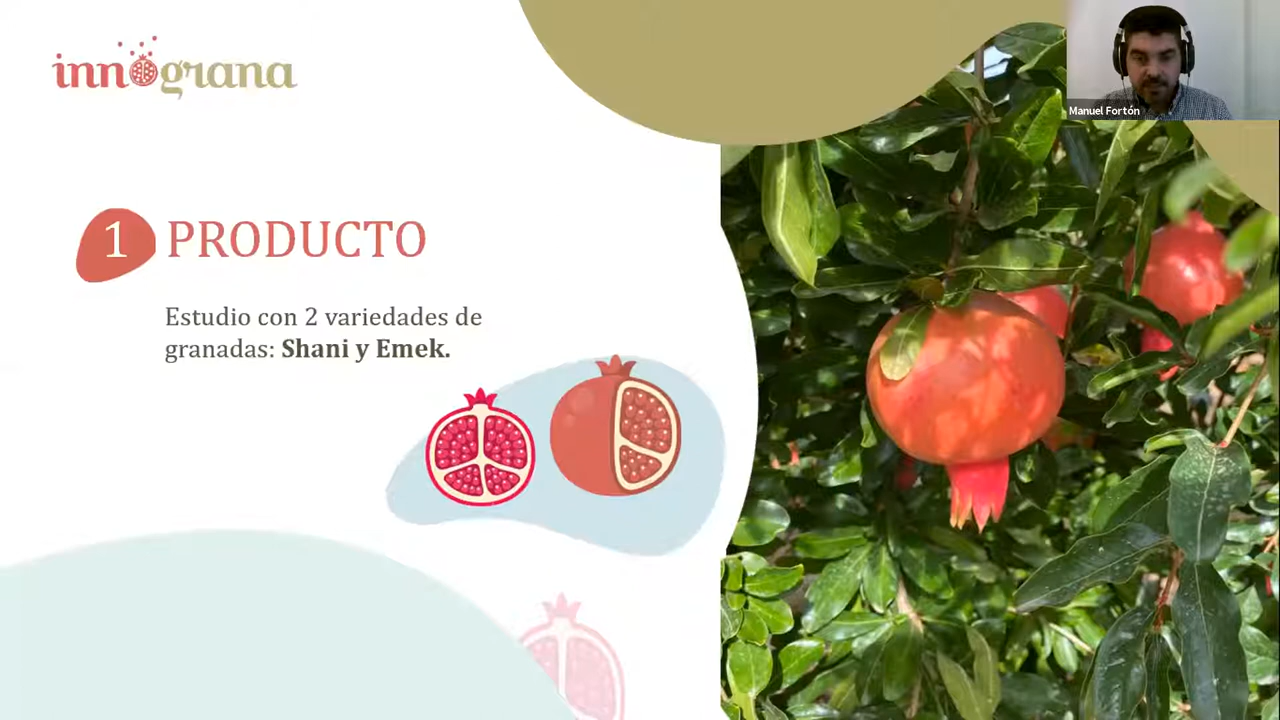 innograna
Manuel Fortón
1 PRODUCTO
Estudio con 2 variedades de
granadas: Shani y Emek.